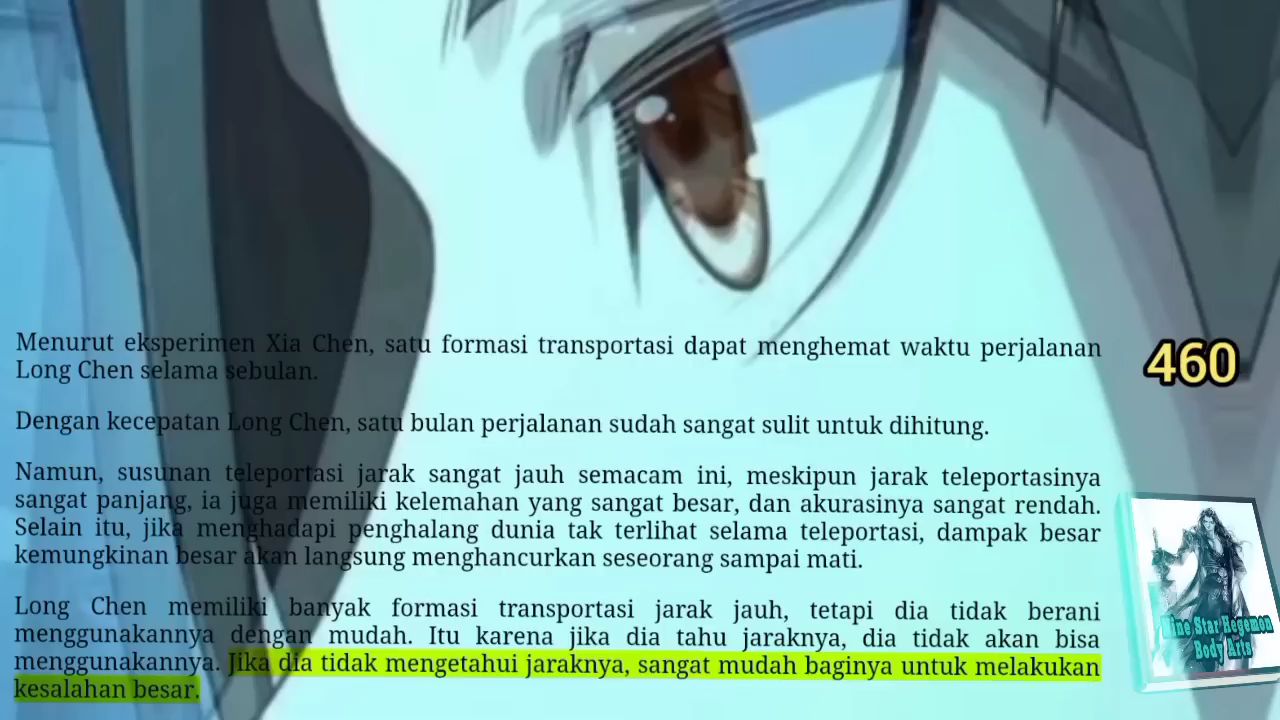 Menurut eksperimen Xia Chen, satu formasi transportasi dapat menghemat waktu perjalanan
Long Chen selama sebulan.
460
Dengan kecepatan Long Chen, satu bulan perjalanan sudah sangat sulit untuk dihitung.
Namun, susunan teleportasi jarak sangat jauh semacam ini, meskipun jarak teleportasinya
sangat panjang, ia juga memiliki kelemahan yang sangat besar, dan akurasinya sangat rendah.
Selain itu, jika menghadapi penghalang dunia tak terlihat selama teleportasi, dampak besar
kemungkinan besar akan langsung menghancurkan seseorang sampai mati.
Long Chen memiliki banyak formasi transportasi jarak jauh, tetapi dia tidak berani
menggunakannya dengan mudah. Itu karena jika dia tahu jaraknya, dia tidak akan bisa
menggunakannya. Jika dia tidak mengetahui jaraknya, sangat mudah baginya untuk melakukan
kesalahan besar.
Nine Star Hegemon
Body Arts